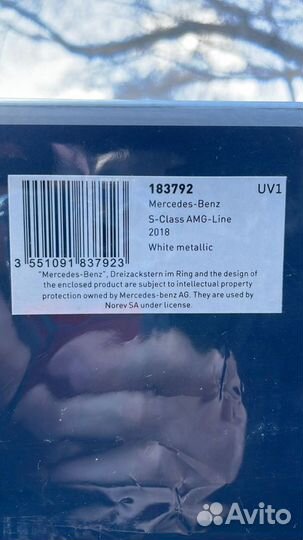 183792
UV1
Mercedes-Benz
S-Class AMG-Line
2018
White metallic
3 551091 837923
"Mercedes-Benz", Dreizackstern im Ring and the design of
the enclosed product are subject to intellectual property
protection owned by Mercedes-benz AG. They are used by
Norev SA under license.
Avito